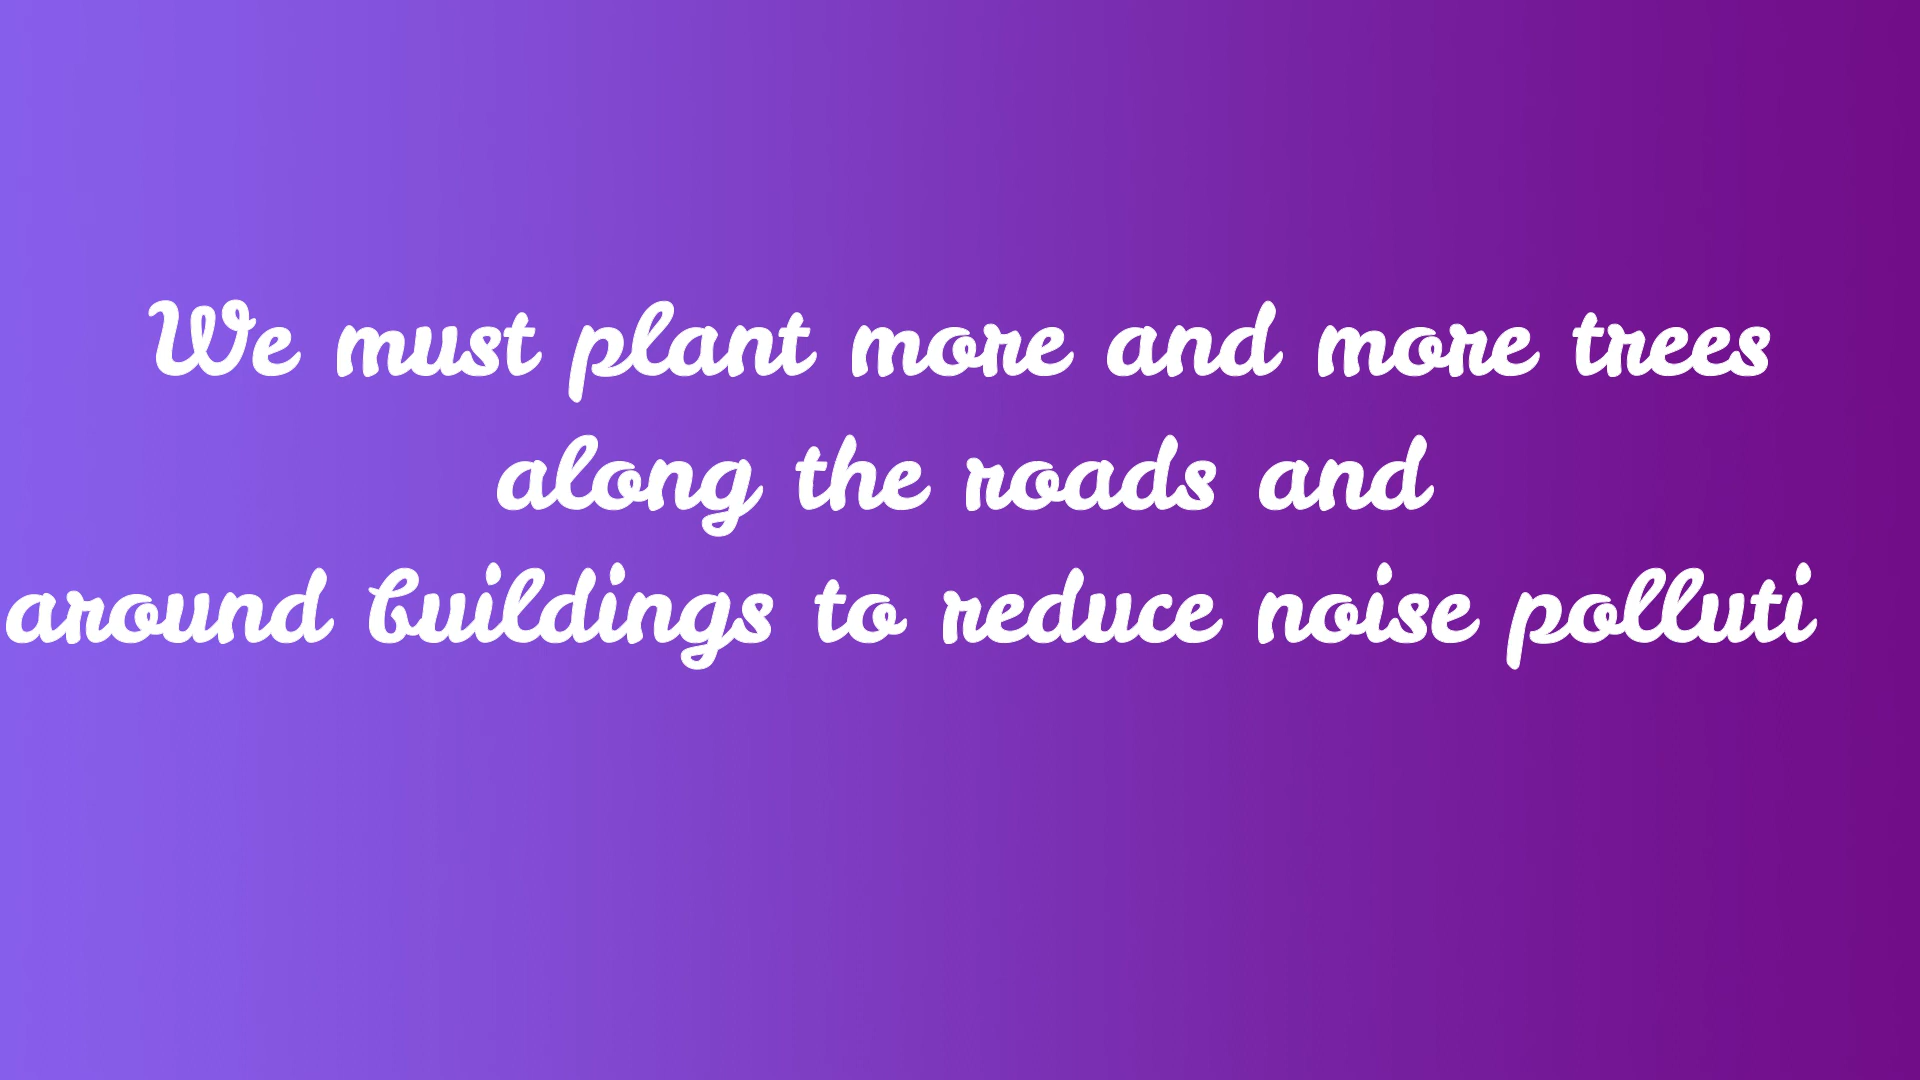 We must plant more and more trees
along the roads and
around buildings to reduce noise polluti